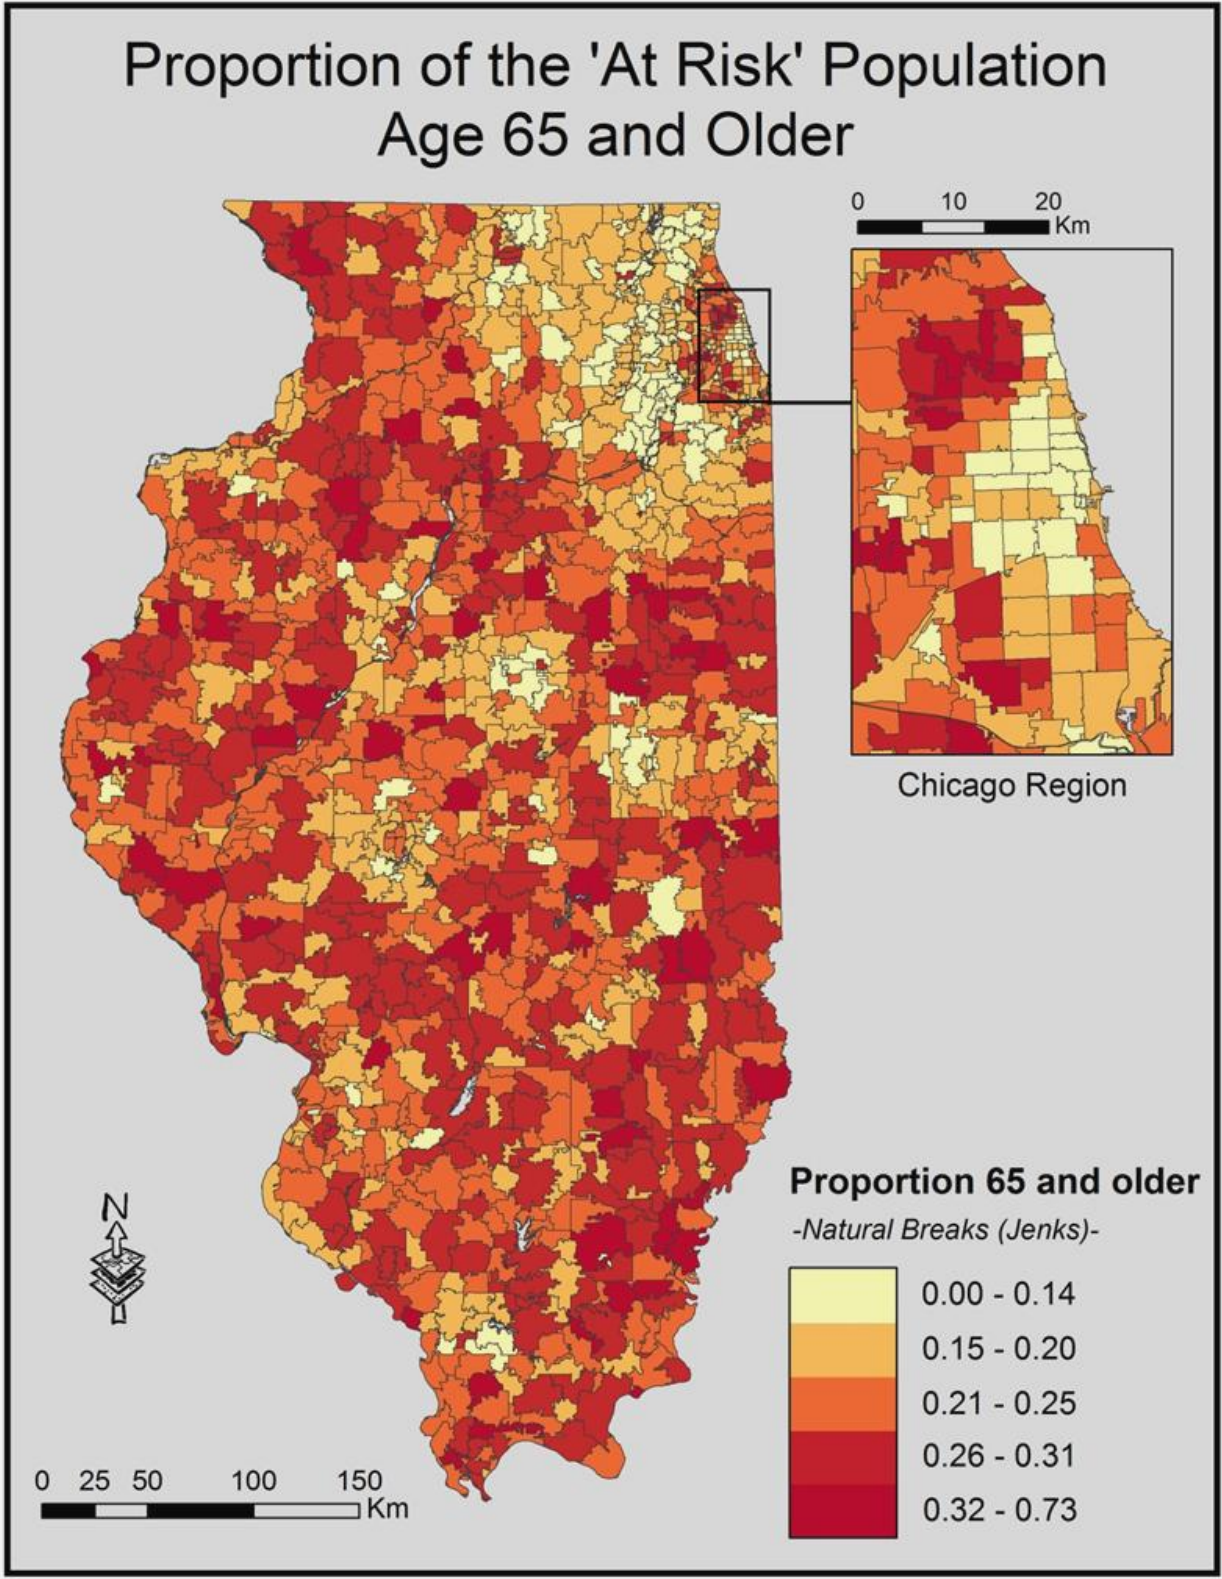 Proportion of the 'At Risk' Population
Age 65 and Older
0 10 20
Km
Chicago Region
Proportion 65 and older
-Natural Breaks (Jenks)-
0.00 - 0.14
0.15 - 0.20
0.21 - 0.25
0.26 - 0.31
0.32 - 0.73
N
0 25 50 100 150
Km